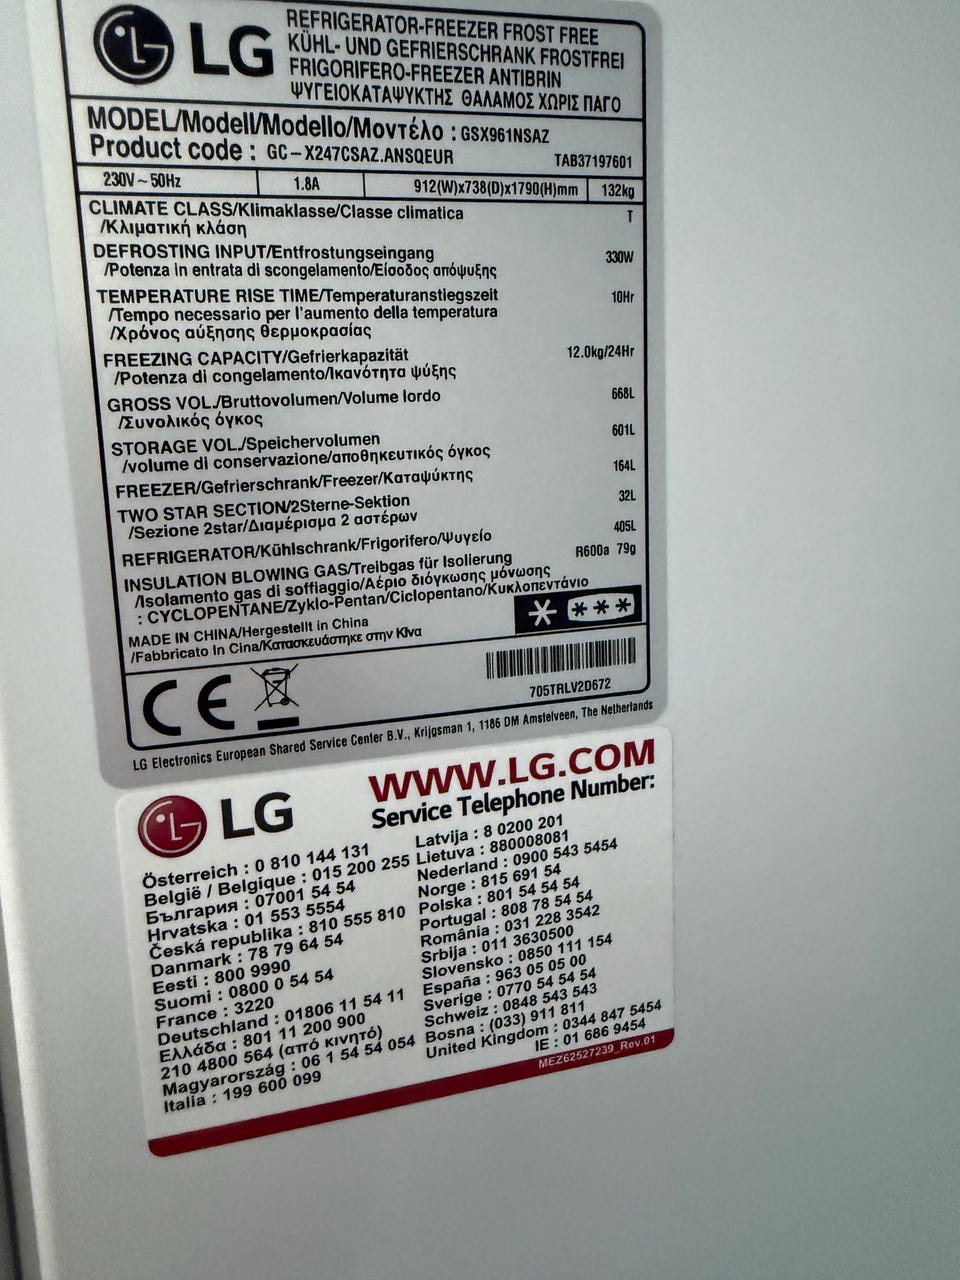 LG
REFRIGERATOR-FREEZER FROST FREE
KÜHL- UND GEFRIERSCHRANK FROSTFREI
FRIGORIFERO-FREEZER ANTIBRIN
ΨΥΓΕΙΟΚΑΤΑΨΥΚΤΗΣ ΘΑΛΑΜΟΣ ΧΩΡΙΣ ΠΑΓΟ
MODEL/Modell/Modello/Μοντέλο : GSX961NSAZ
Product code : GC-X247CSAZ.ANSQEUR TAB37197601
230V ~ 50Hz 1.8A 912(W)x738(D)x1790(H)mm 132kg
CLIMATE CLASS/Klimaklasse/Classe climatica T
/Κλιματική κλάση
DEFROSTING INPUT/Entfrostungseingang 330W
/Potenza in entrata di scongelamento/Είσοδος απόψυξης
TEMPERATURE RISE TIME/Temperaturanstiegszeit 10Hr
/Tempo necessario per l'aumento della temperatura
/Χρόνος αύξησης θερμοκρασίας
FREEZING CAPACITY/Gefrierkapazität 12.0kg/24Hr
/Potenza di congelamento/Ικανότητα ψύξης
GROSS VOL./Bruttovolumen/Volume lordo 668L
/Συνολικός όγκος
STORAGE VOL./Speichervolumen 601L
/volume di conservazione/αποθηκευτικός όγκος
FREEZER/Gefrierschrank/Freezer/Καταψύκτης 164L
TWO STAR SECTION/2Sterne-Sektion 32L
/Sezione 2star/Διαμέρισμα 2 αστέρων
REFRIGERATOR/Kühlschrank/Frigorifero/Ψυγείο 405L
INSULATION BLOWING GAS/Treibgas für Isolierung R600a 79g
/Isolamento gas di soffiaggio/Αέριο διόγκωσης μόνωσης
: CYCLOPENTANE/Zyklo-Pentan/Ciclopentano/Κυκλοπεντάνιο
MADE IN CHINA/Hergestellt in China
/Fabbricato In Cina/Κατασκευάστηκε στην Κίνα
CE
705TRLV2D672
LG Electronics European Shared Service Center B.V., Krijgsman 1, 1186 DM Amstelveen, The Netherlands
LG
WWW.LG.COM
Service Telephone Number:
Österreich : 0 810 144 131
België / Belgique : 015 200 255
България : 07001 54 54
Hrvatska : 01 553 5554
Česká republika : 810 555 810
Danmark : 78 79 64 54
Eesti : 800 9990
Suomi : 0800 0 54 54
France : 3220
Deutschland : 01806 11 54 11
Ελλάδα : 801 11 200 900
210 4800 564 (από κινητό)
Magyarország : 06 1 54 54 054
Italia : 199 600 099
Latvija : 8 0200 201
Lietuva : 880008081
Nederland : 0900 543 5454
Norge : 815 691 54
Polska : 801 54 54 54
Portugal : 808 78 54 54
România : 031 228 3542
Srbija : 011 3630500
Slovensko : 0850 111 154
España : 963 05 05 00
Sverige : 0770 54 54 54
Schweiz : 0848 543 543
Bosna : (033) 911 811
United Kingdom : 0344 847 5454
IE : 01 686 9454
MEZ62527239_Rev.01